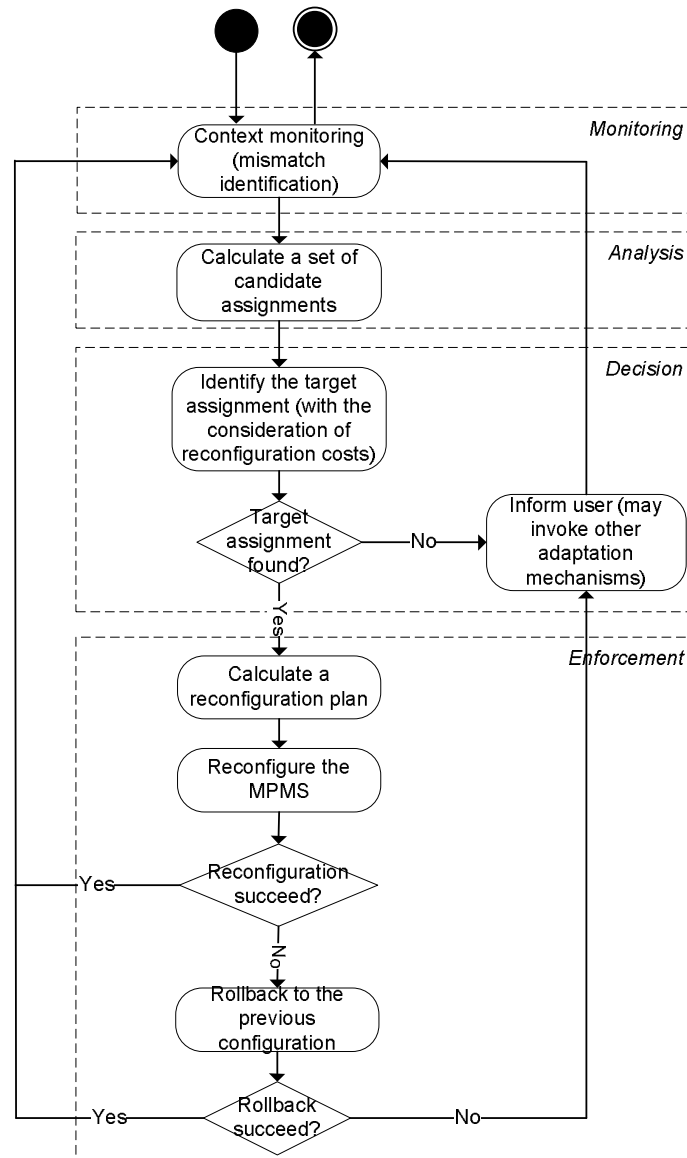 Monitoring
Context monitoring
(mismatch
identification)
Analysis
Calculate a set of
candidate
assignments
Decision
Identify the target
assignment (with the
consideration of
reconfiguration costs)
Target
assignment
found?
No
Inform user (may
invoke other
adaptation
mechanisms)
Yes
Enforcement
Calculate a
reconfiguration plan
Reconfigure the
MPMS
Reconfiguration
succeed?
Yes
No
Rollback to the
previous
configuration
Rollback
succeed?
Yes
No